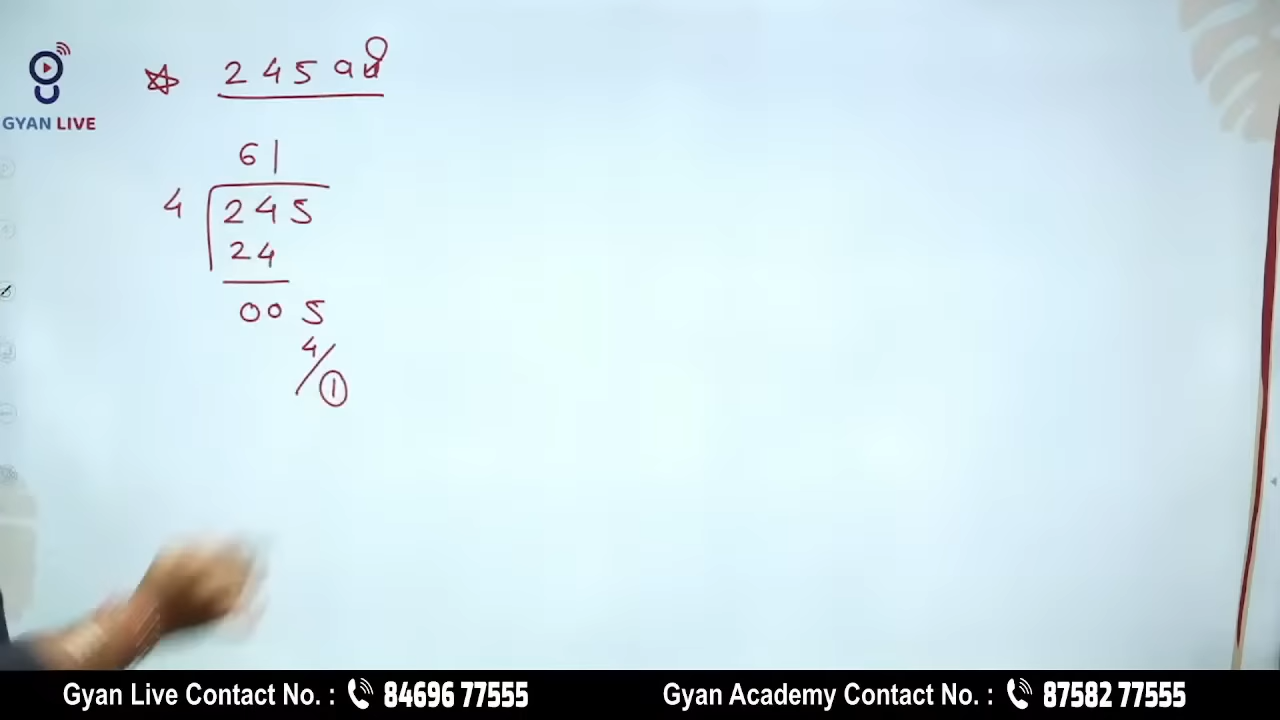 GYAN LIVE
☆ 245 વર્ષ
61
4 245
24
005
4
1
Gyan Live Contact No. : 84696 77555 Gyan Academy Contact No. : 87582 77555